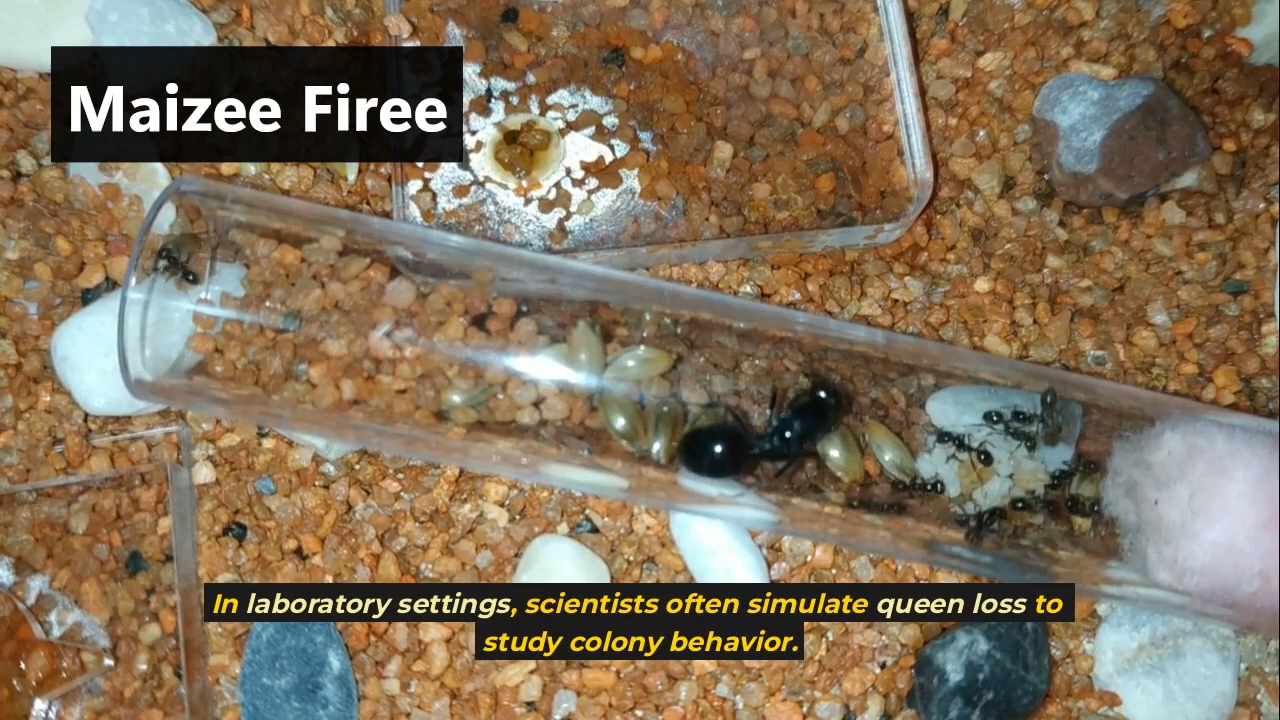 Maizee Firee
In laboratory settings, scientists often simulate queen loss to
study colony behavior.